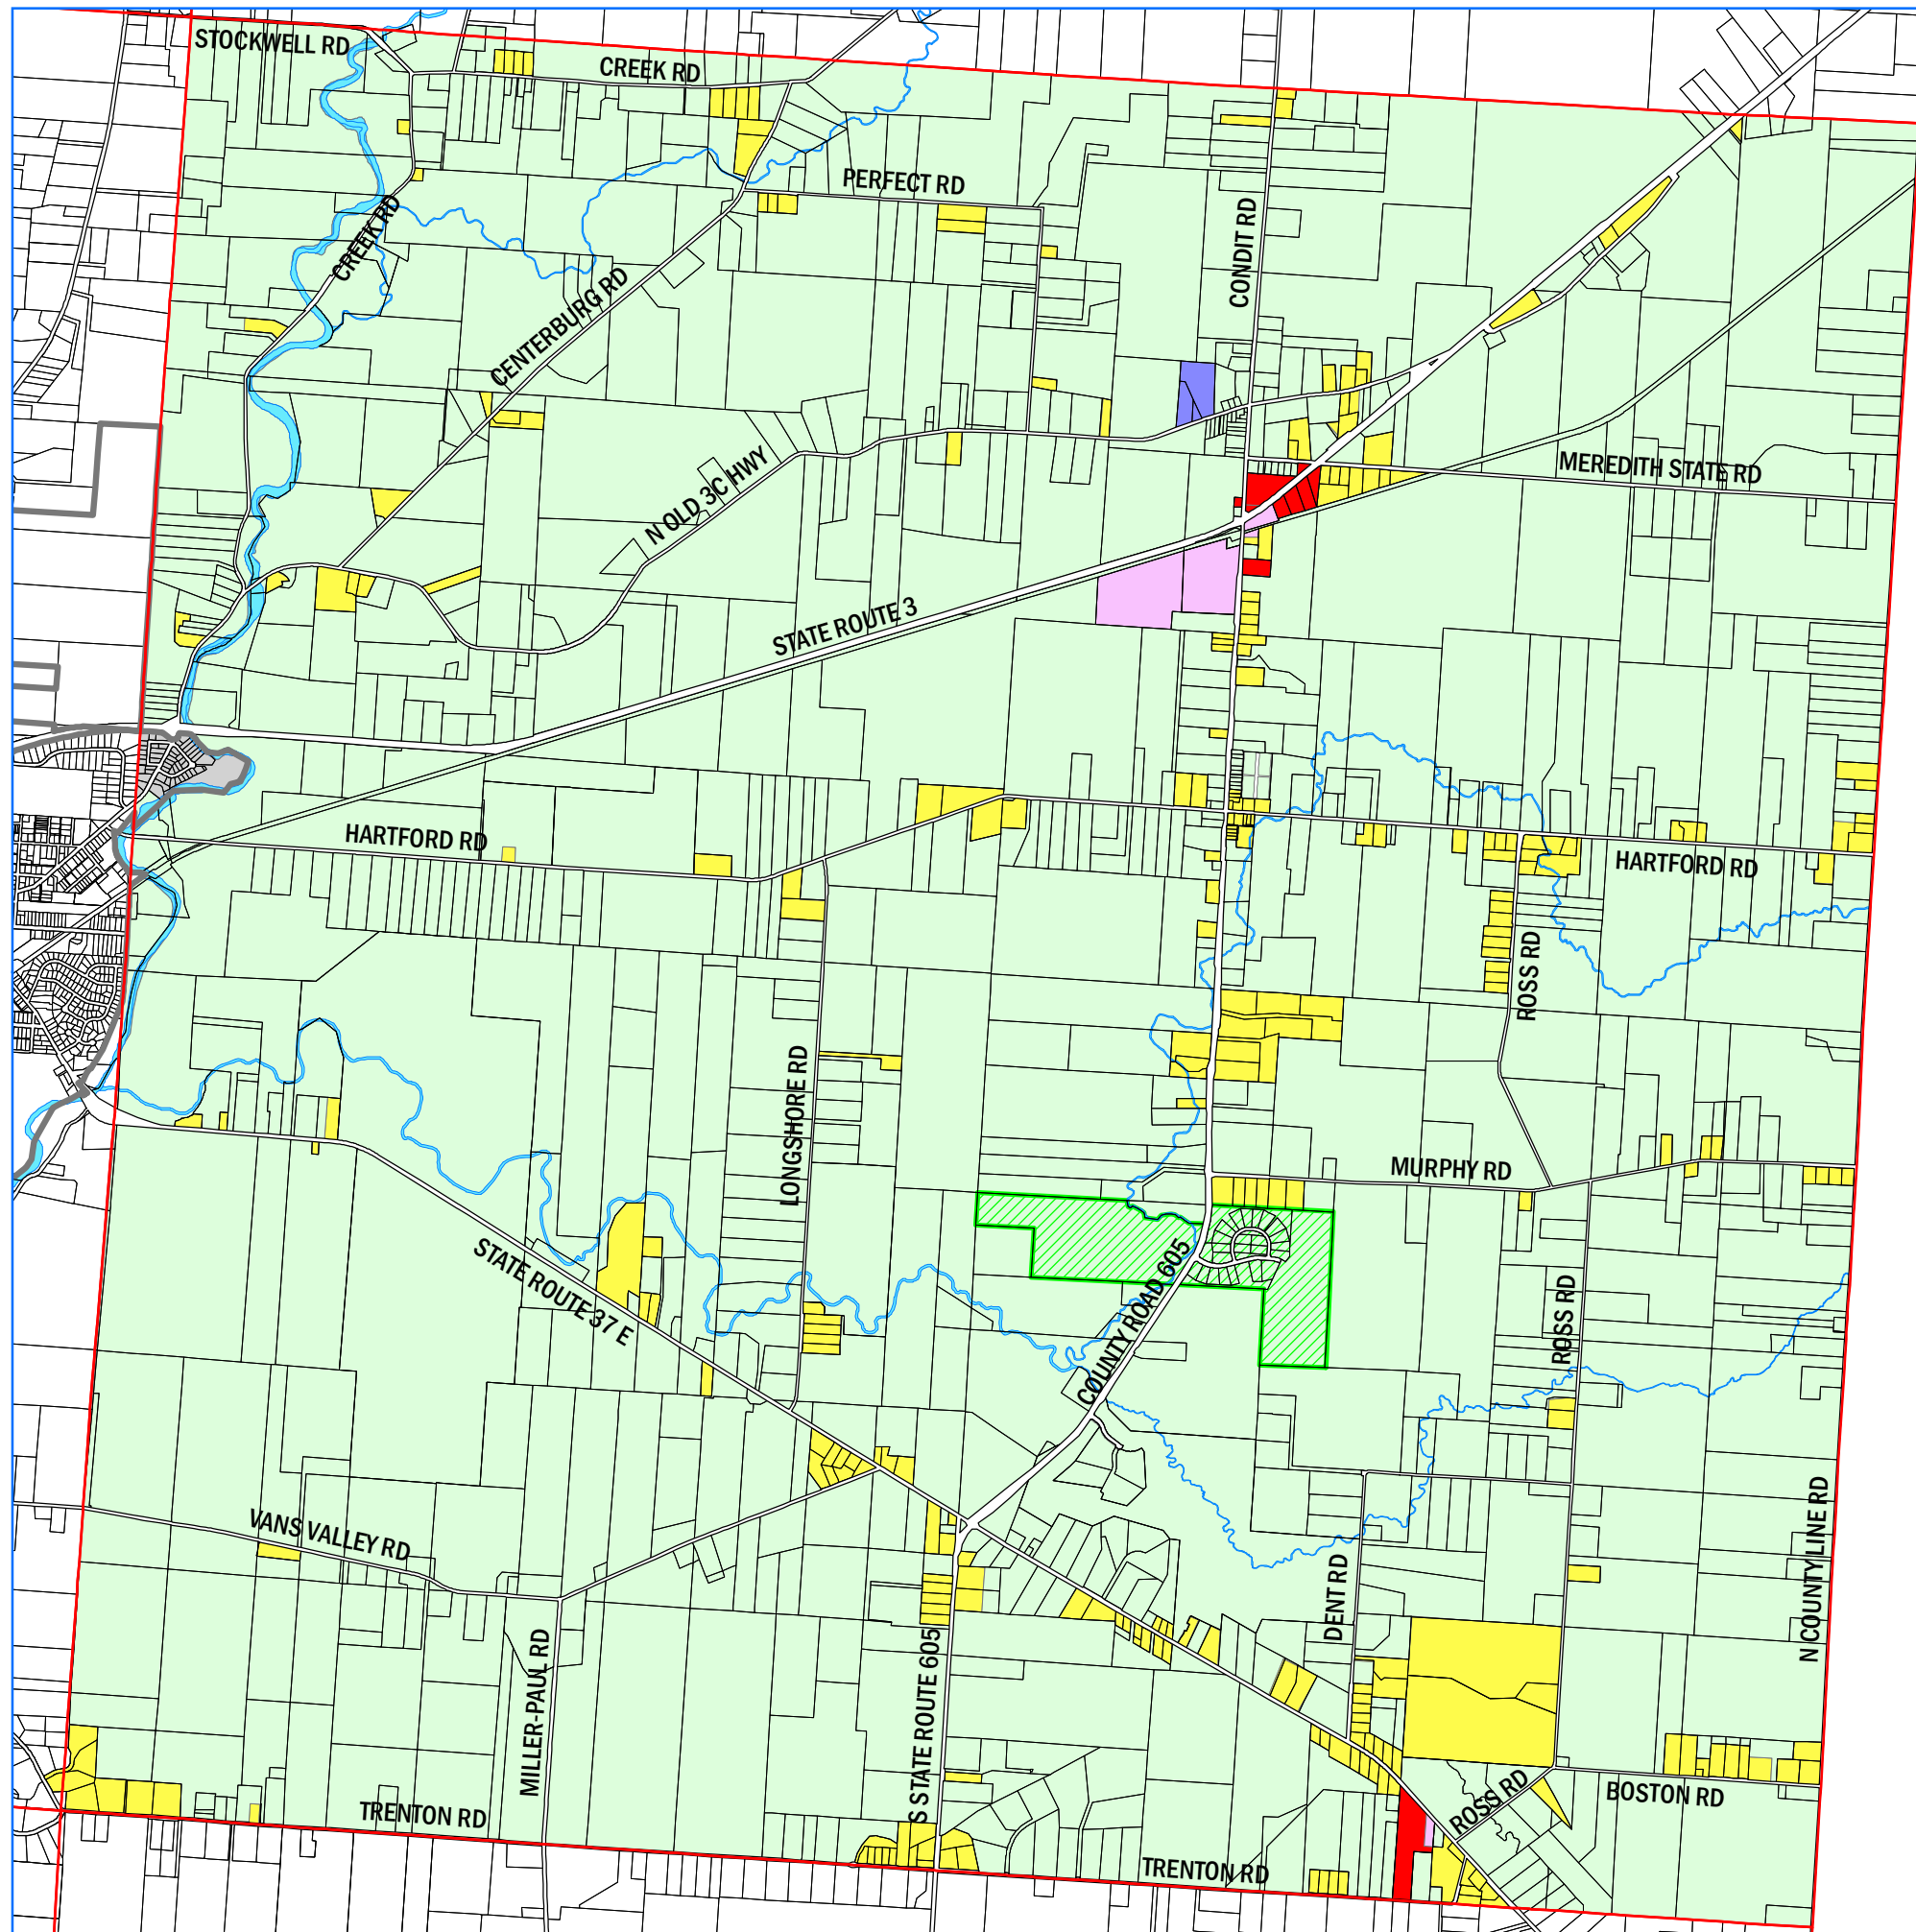 STOCKWELL RD
CREEK RD
PERFECT RD
CREEK RD
CONDIT RD
CENTERBURG RD
N OLD 3C HWY
MEREDITH STATE RD
STATE ROUTE 3
HARTFORD RD
HARTFORD RD
ROSS RD
LONGSHORE RD
MURPHY RD
STATE ROUTE 37 E
COUNTY ROAD 605
ROSS RD
VANS VALLEY RD
N COUNTY LINE RD
DENT RD
MILLER-PAUL RD
S STATE ROUTE 605
ROSS RD
BOSTON RD
TRENTON RD
TRENTON RD